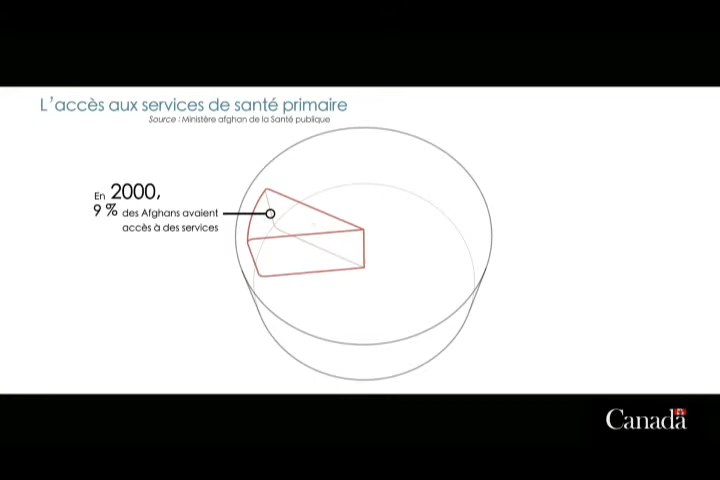 L'accès aux services de santé primaire
Source : Ministère afghan de la Santé publique
En 2000,
9 % des Afghans avaient
accès à des services
Canada